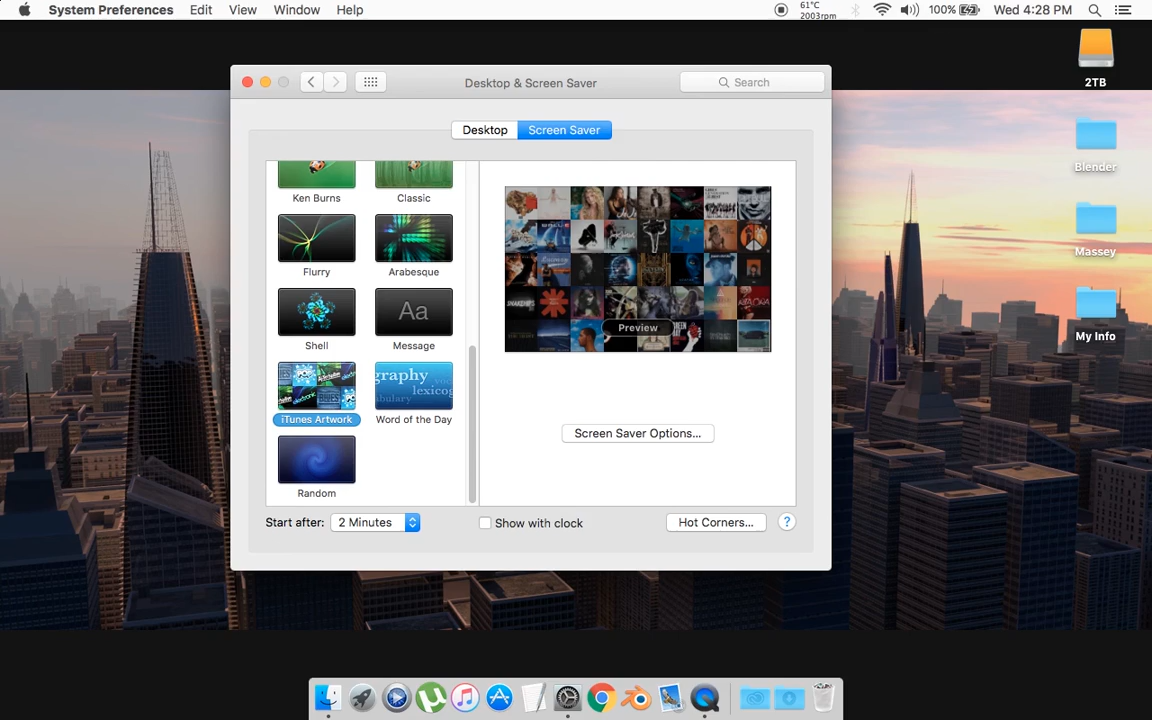 System Preferences Edit View Window Help 61°C 2003rpm 100% Wed 4:28 PM
2TB
Desktop & Screen Saver Search
Desktop Screen Saver
Blender
Ken Burns Classic
Massey
Flurry Arabesque
Aa
Preview
My Info
Shell Message
graphy
lexicog
abulary
iTunes Artwork Word of the Day
Screen Saver Options...
Random
Start after: 2 Minutes Show with clock Hot Corners... ?